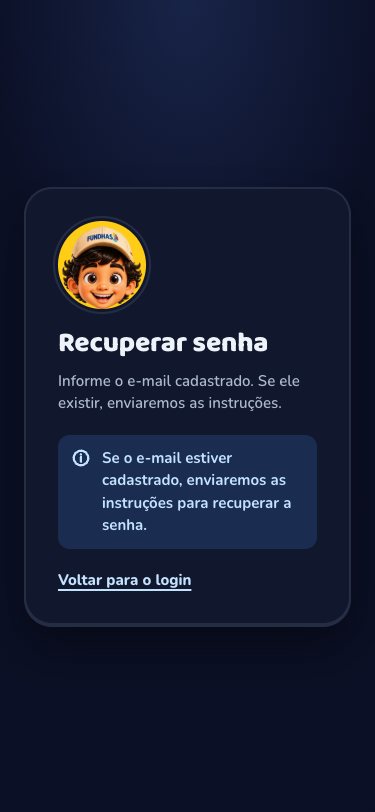 FUNDHAS
Recuperar senha
Informe o e-mail cadastrado. Se ele
existir, enviaremos as instruções.
Se o e-mail estiver
cadastrado, enviaremos as
instruções para recuperar a
senha.
Voltar para o login